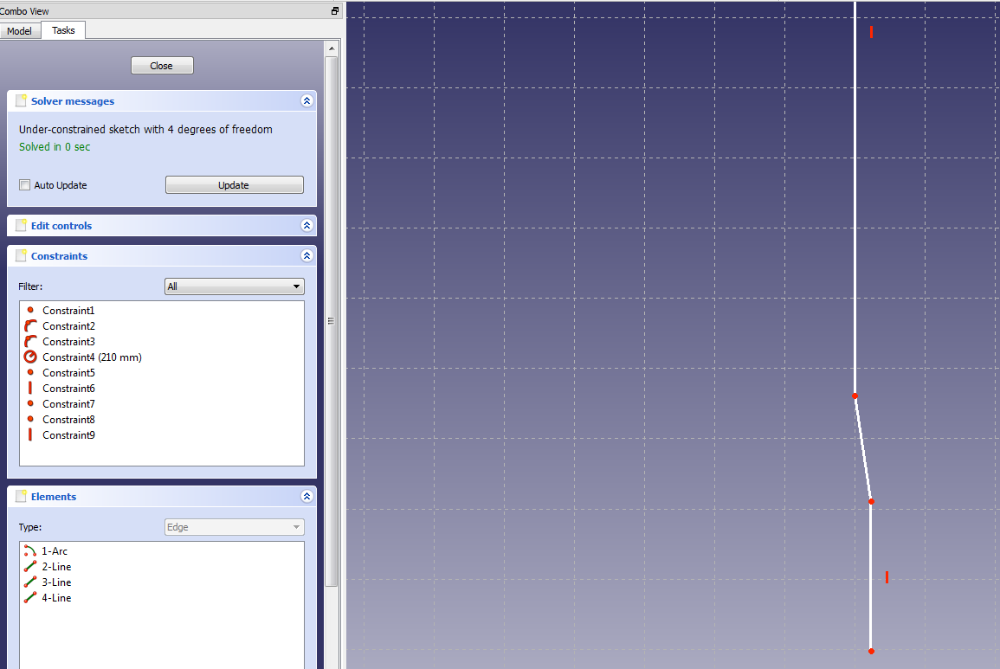 Combo View
Model Tasks
Close
Solver messages
Under-constrained sketch with 4 degrees of freedom
Solved in 0 sec
Auto Update Update
Edit controls
Constraints
Filter: All
Constraint1
Constraint2
Constraint3
Constraint4 (210 mm)
Constraint5
Constraint6
Constraint7
Constraint8
Constraint9
Elements
Type: Edge
1-Arc
2-Line
3-Line
4-Line